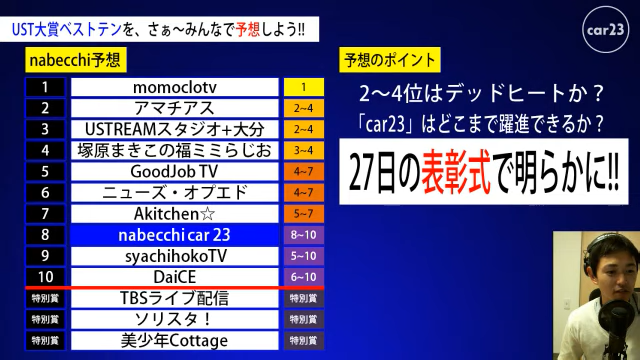 UST大賞ベストテンを、さぁ～みんなで予想しよう!!
car23
nabecchi予想
1 momoclotv 1
2 アマチアス 2~4
3 USTREAMスタジオ+大分 2~4
4 塚原まきこの福ミミらじお 3~4
5 GoodJob TV 4~7
6 ニューズ・オプエド 4~7
7 Akitchen☆ 5~7
8 nabecchi car 23 8~10
9 syachihokoTV 5~10
10 DaiCE 6~10
特別賞 TBSライブ配信 特別賞
特別賞 ソリスタ！ 特別賞
特別賞 美少年Cottage 特別賞
予想のポイント
2～4位はデッドヒートか？
「car23」はどこまで躍進できるか？
27日の表彰式で明らかに!!